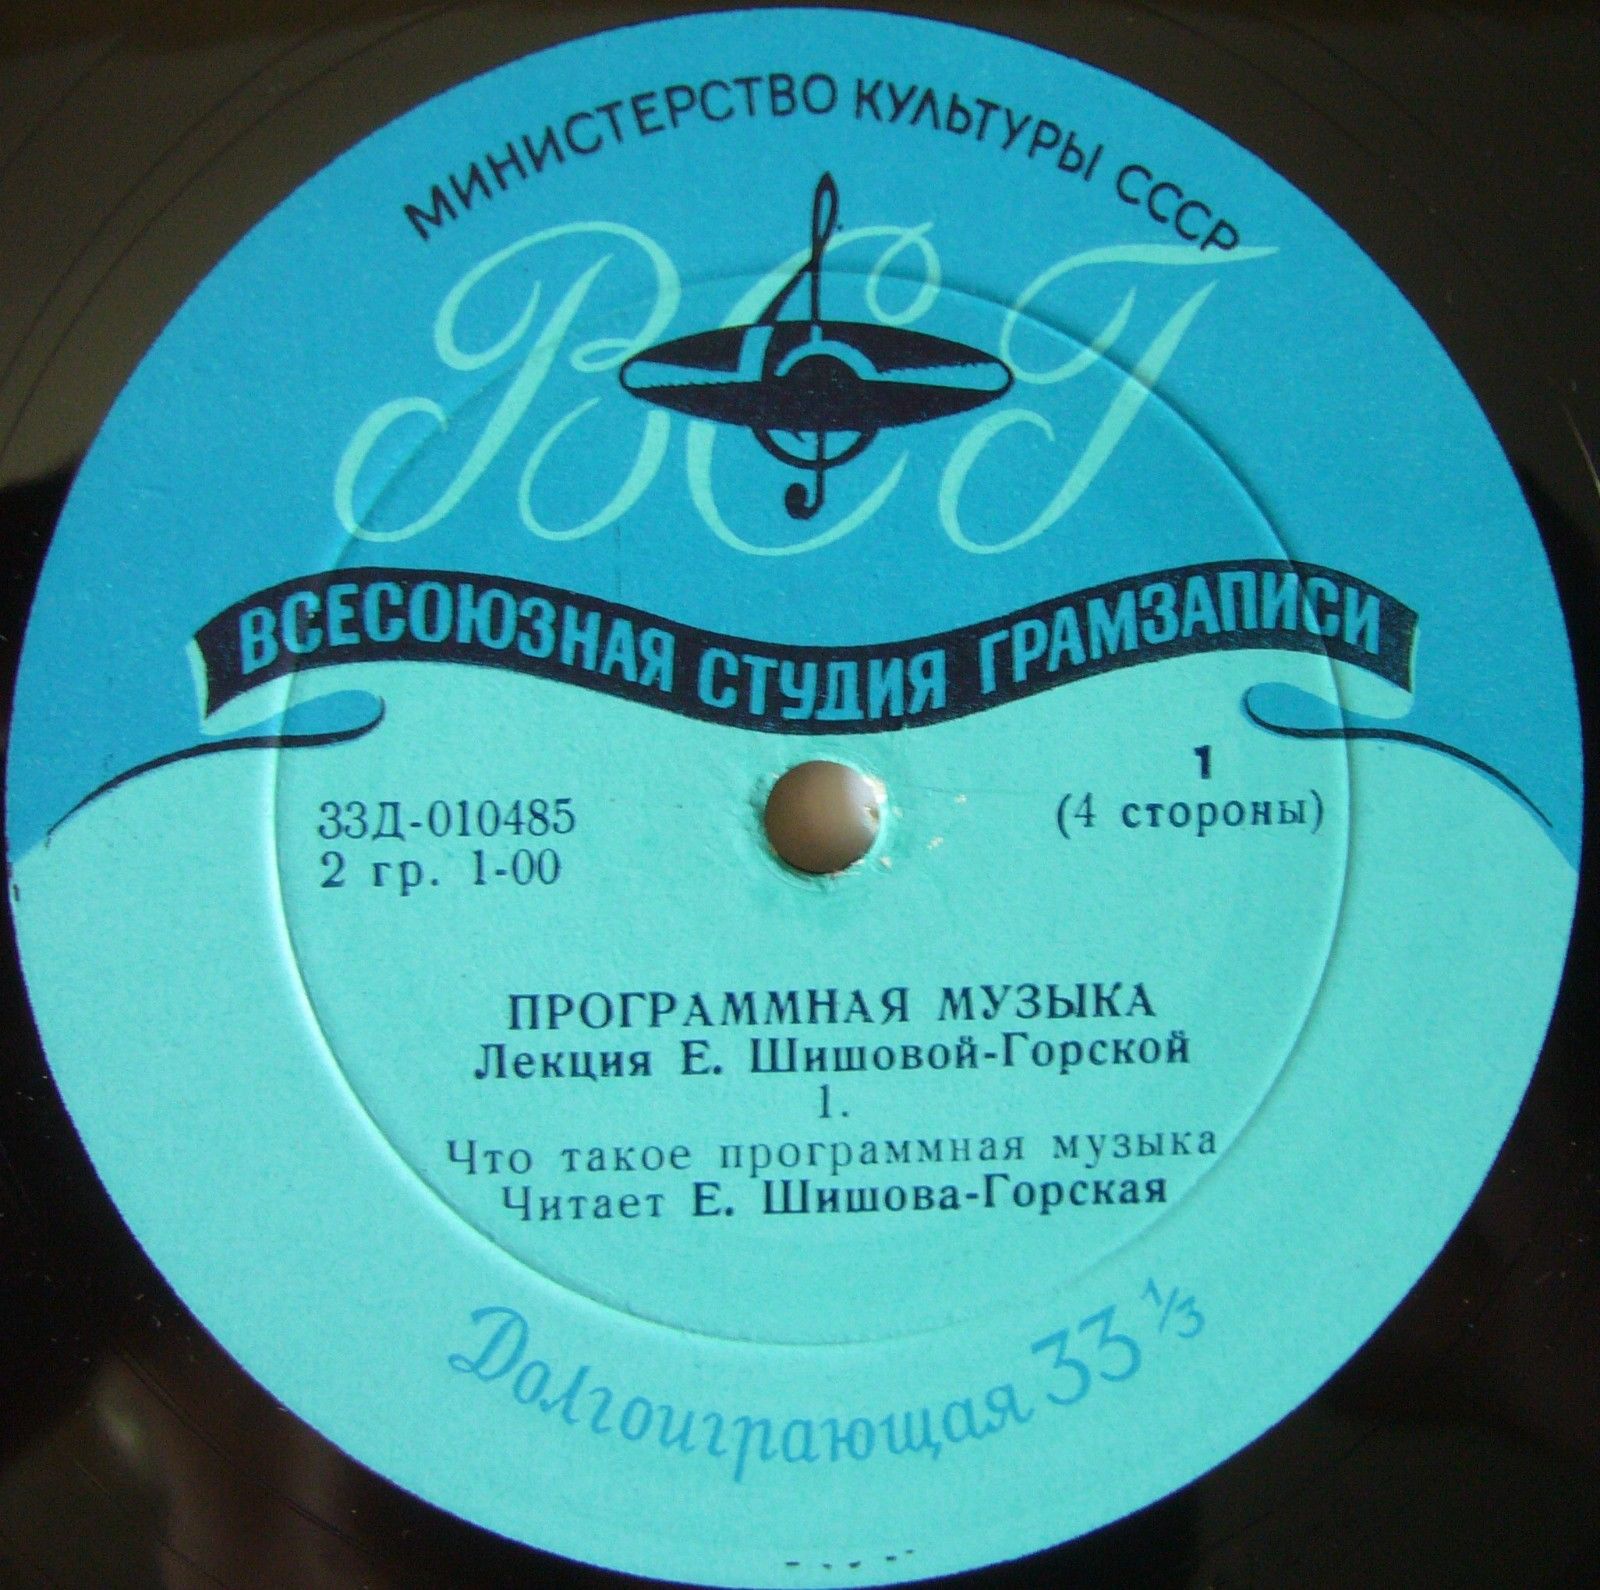 МИНИСТЕРСТВО КУЛЬТУРЫ СССР
ВСГ
ВСЕСОЮЗНАЯ СТУДИЯ ГРАМЗАПИСИ
33Д-010485
2 гр. 1-00
1
(4 стороны)
ПРОГРАММНАЯ МУЗЫКА
Лекция Е. Шишовой-Горской
1.
Что такое программная музыка
Читает Е. Шишова-Горская
Долгоиграющая 33 1/3